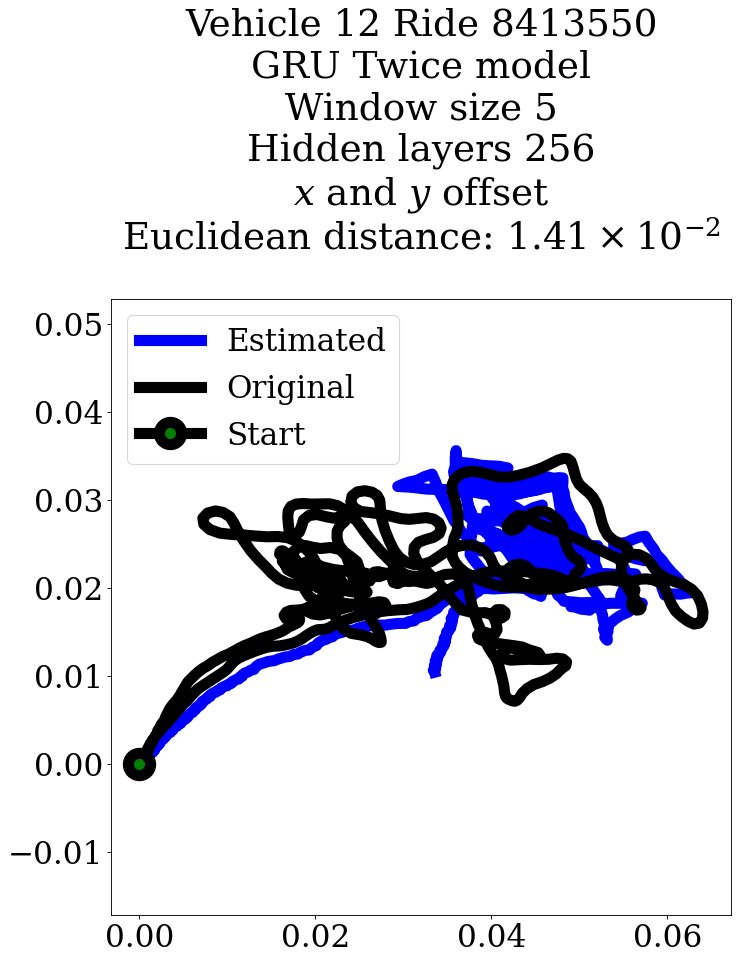 Vehicle 12 Ride 8413550
GRU Twice model
Window size 5
Hidden layers 256
x and y offset
Euclidean distance: 1.41 × 10⁻²
0.05
0.04
0.03
0.02
0.01
0.00
−0.01
Estimated
Original
Start
0.00 0.02 0.04 0.06